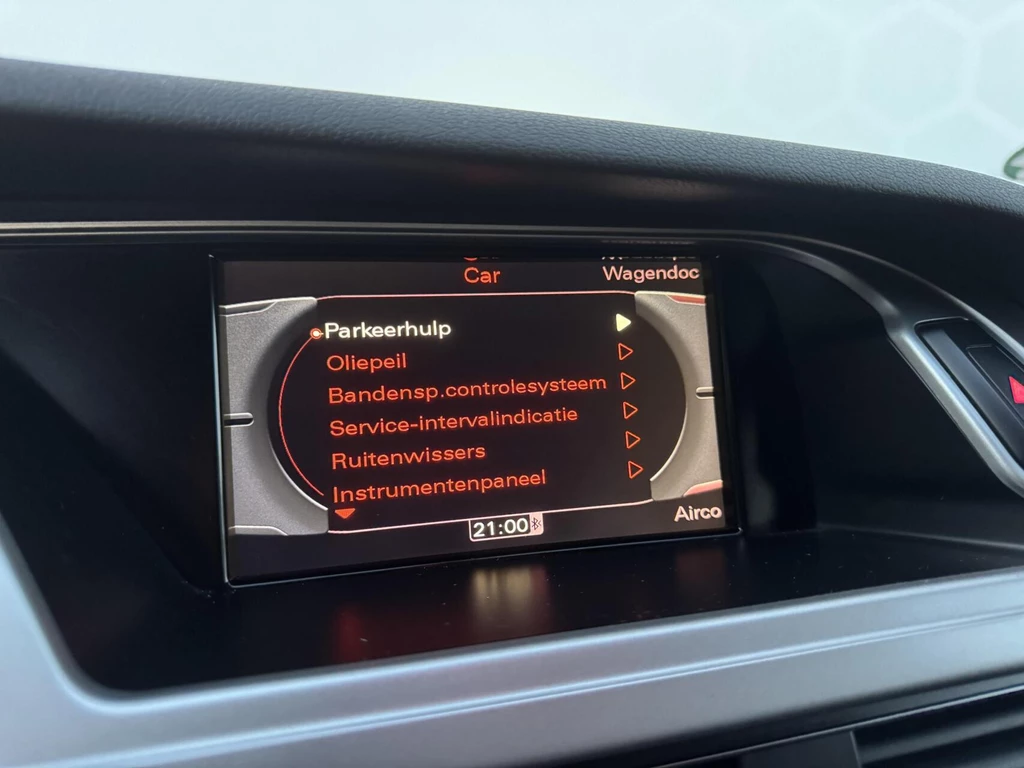 Car
Wagendoc
Parkeerhulp
Oliepeil
Bandensp.controlesysteem
Service-intervalindicatie
Ruitenwissers
Instrumentenpaneel
21:00
Airco